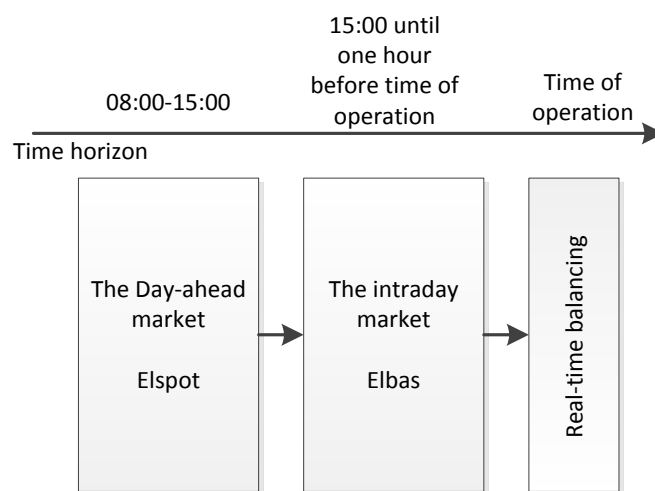 08:00-15:00
15:00 until
one hour
before time of
operation
Time of
operation
Time horizon
The Day-ahead
market
Elspot
The intraday
market
Elbas
Real-time balancing